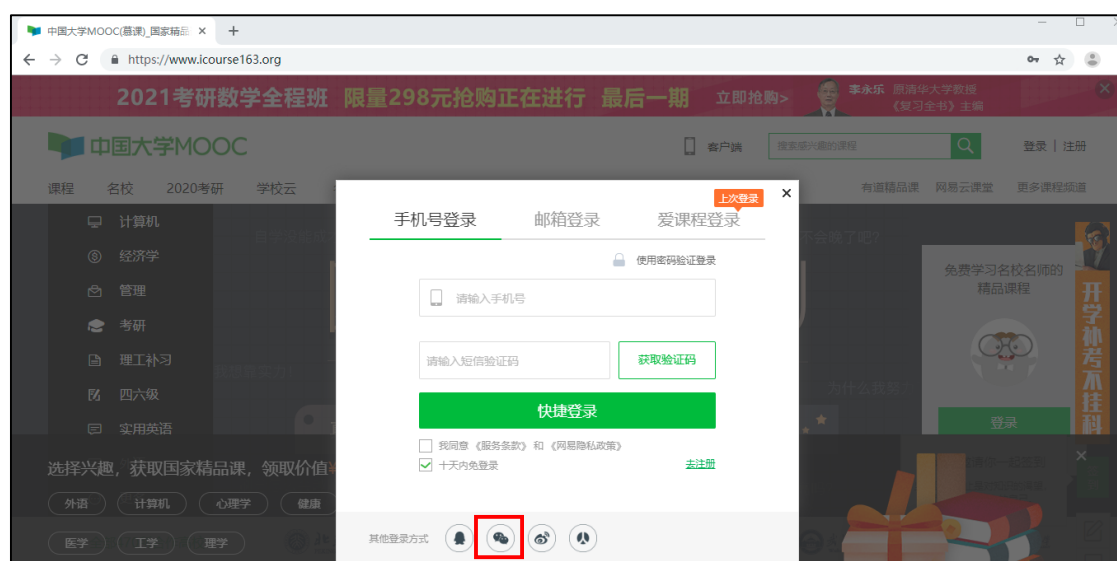 中国大学MOOC(慕课)_国家精品
https://www.icourse163.org
2021考研数学全程班 限量298元抢购正在进行 最后一期 立即抢购>
李永乐 原清华大学教授
《复习全书》主编
中国大学MOOC
客户端
搜索感兴趣的课程
登录 | 注册
课程 名校 2020考研 学校云
有道精品课 网易云课堂 更多课程频道
上次登录
手机号登录 邮箱登录 爱课程登录
使用密码验证登录
请输入手机号
请输入短信验证码
获取验证码
快捷登录
我同意《服务条款》和《网易隐私政策》
十天内免登录
去注册
其他登录方式
计算机
经济学
管理
考研
理工补习
四六级
实用英语
免费学习名校名师的
精品课程
登录
开学补考不挂科
选择兴趣，获取国家精品课，领取价值¥
外语 计算机 心理学 健康
医学 工学 理学